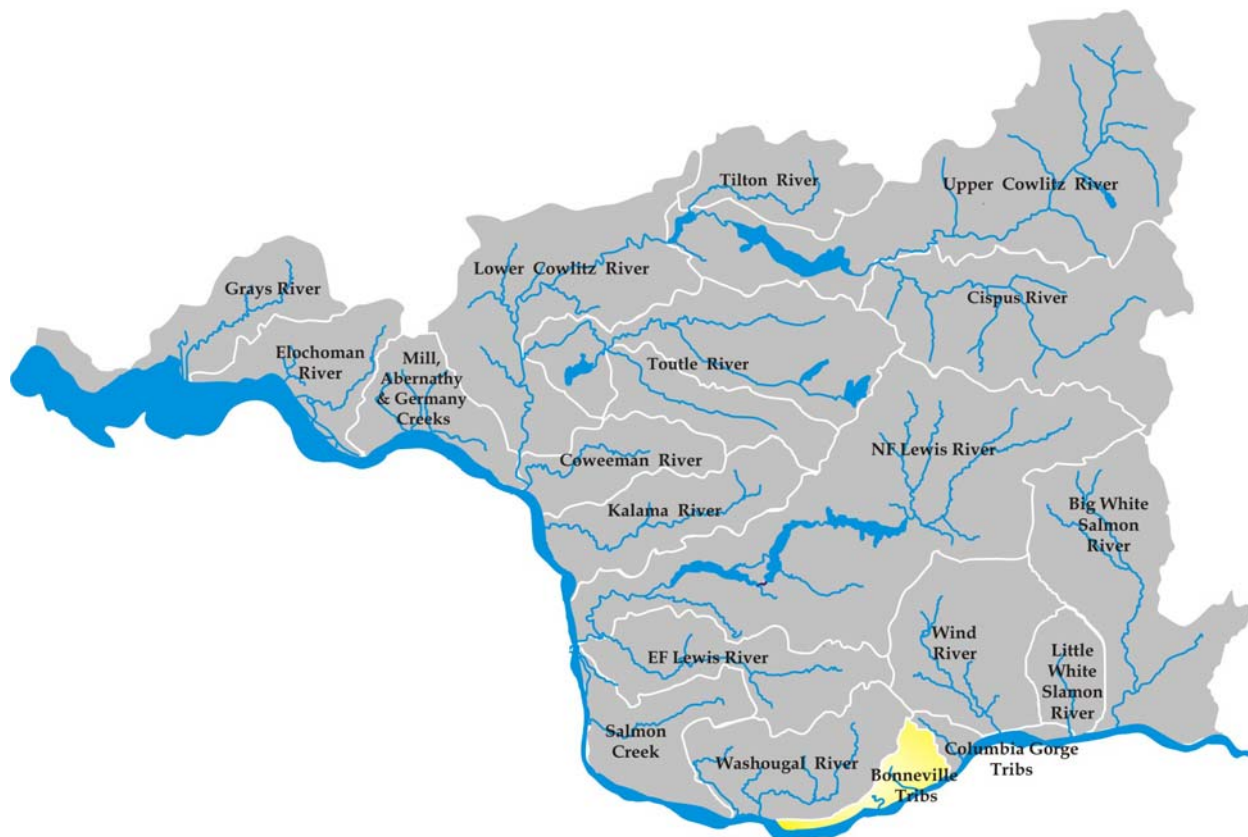 Tilton River
Upper Cowlitz River
Lower Cowlitz River
Grays River
Cispus River
Elochoman
River
Mill,
Abernathy
& Germany
Creeks
Toutle River
Coweeman River
NF Lewis River
Kalama River
Big White
Salmon
River
Wind
River
EF Lewis River
Little
White
Slamon
River
Salmon
Creek
Washougal River
Columbia Gorge
Tribs
Bonneville
Tribs